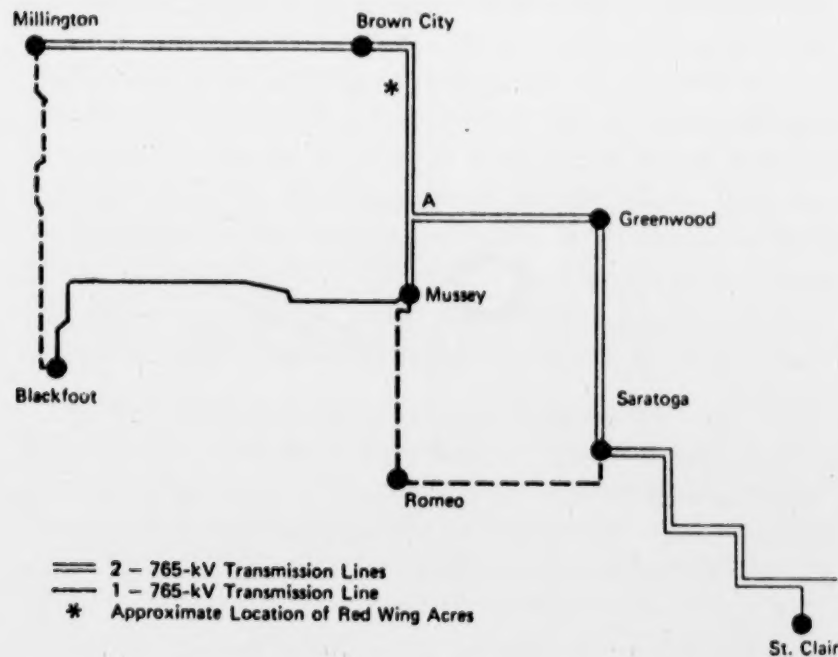 Millington
Brown City
*
A
Greenwood
Mussey
Blackfoot
Saratoga
Romeo
2 – 765-kV Transmission Lines
1 – 765-kV Transmission Line
* Approximate Location of Red Wing Acres
St. Clair